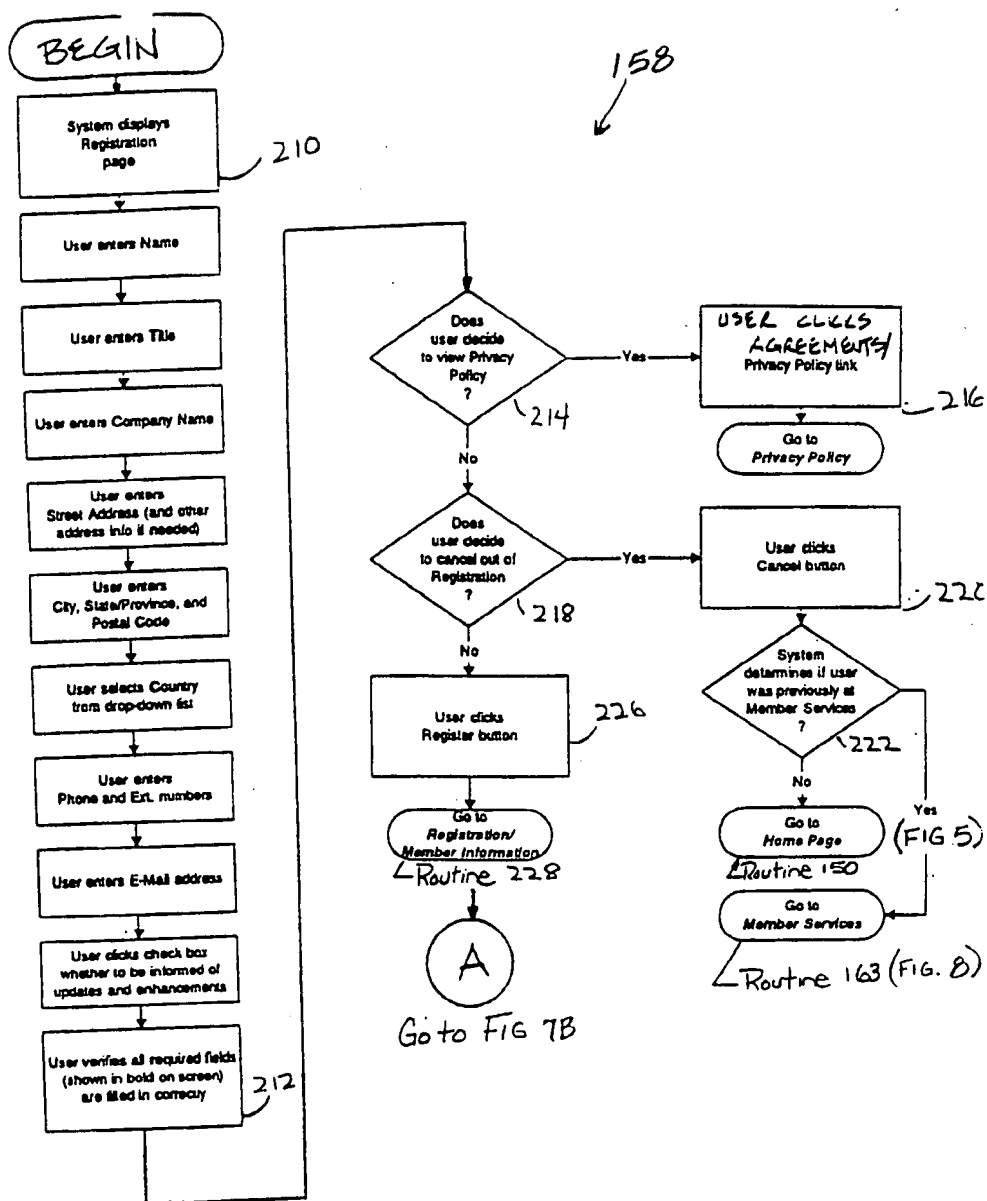 BEGIN
158
System displays
Registration
page
210
User enters Name
User enters Title
User enters Company Name
User enters
Street Address (and other
address info if needed)
User enters
City, State/Province, and
Postal Code
User selects Country
from drop-down list
User enters
Phone and Ext. numbers
User enters E-Mail address
User clicks check box
whether to be informed of
updates and enhancements
User verifies all required fields
(shown in bold on screen)
are filled in correcuy
212
Does
user decide
to view Privacy
Policy
?
214
Yes
USER CLICLS
AGREEMENTS/
Privacy Policy link
216
Go to
Privacy Policy
No
Does
user decide
to cancel out of
Registration
?
218
Yes
User clicks
Cancel button
220
No
User clicks
Register button
226
Go to
Registration/
Member Information
Routine 228
A
Go to FIG 7B
System
determines if user
was previously at
Member Services
?
222
No
Yes
(FIG 5)
Go to
Home Page
Routine 150
Go to
Member Services
Routine 163 (FIG. 8)